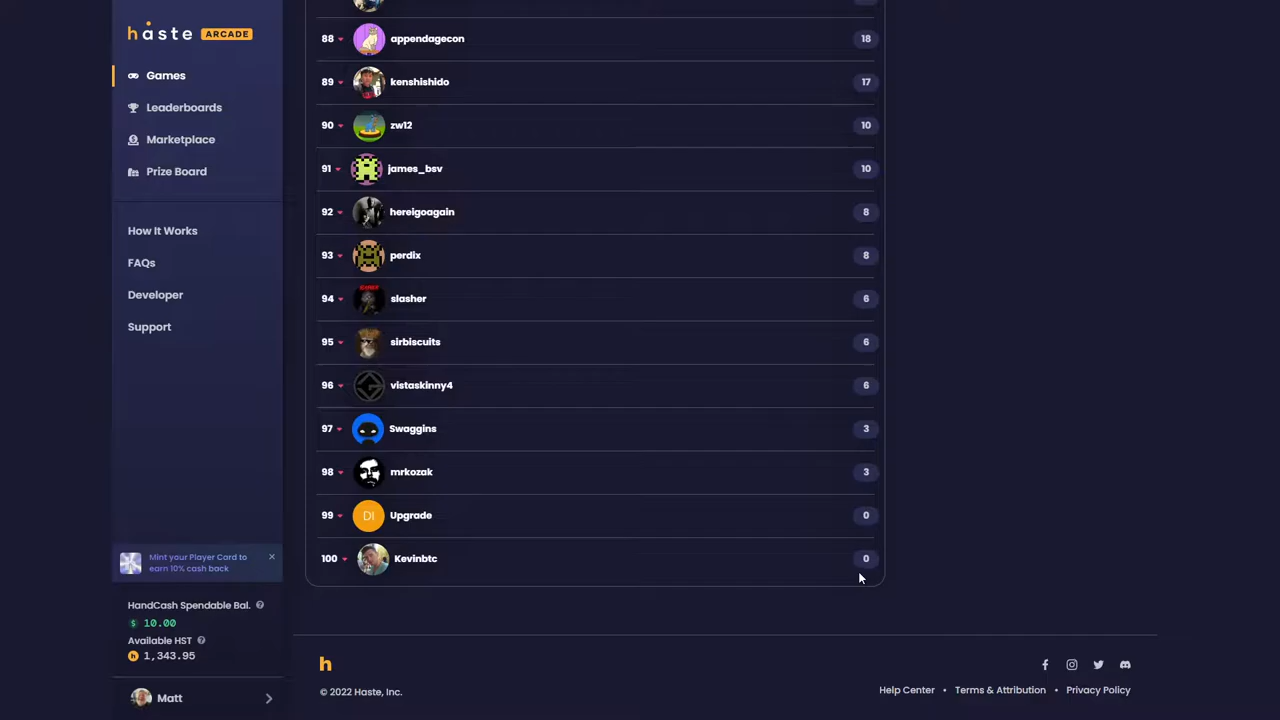 haste ARCADE
Games
Leaderboards
Marketplace
Prize Board
How It Works
FAQs
Developer
Support
Mint your Player Card to
earn 10% cash back
HandCash Spendable Bal. ?
$ 10.00
Available HST ?
h 1,343.95
Matt
88 appendagecon 18
89 kenshishido 17
90 zw12 10
91 james_bsv 10
92 hereigoagain 8
93 perdix 8
94 slasher 6
95 sirbiscuits 6
96 vistaskinny4 6
97 Swaggins 3
98 mrkozak 3
99 DI Upgrade 0
100 Kevinbtc 0
h
© 2022 Haste, Inc.
Help Center • Terms & Attribution • Privacy Policy